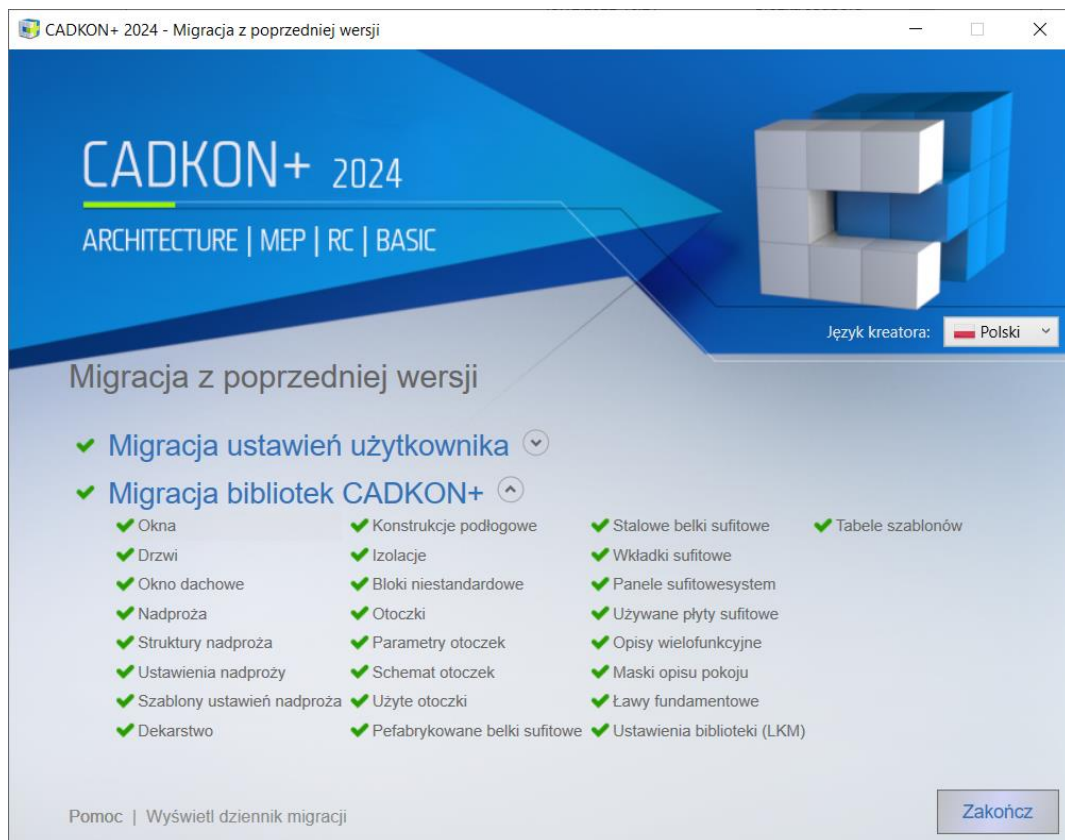 CADKON+ 2024 - Migracja z poprzedniej wersji
CADKON+ 2024
ARCHITECTURE | MEP | RC | BASIC
Język kreatora: Polski
Migracja z poprzedniej wersji
Migracja ustawień użytkownika
Migracja bibliotek CADKON+
Okna
Drzwi
Okno dachowe
Nadproża
Struktury nadproża
Ustawienia nadproży
Szablony ustawień nadproża
Dekarstwo
Konstrukcje podłogowe
Izolacje
Bloki niestandardowe
Otoczki
Parametry otoczek
Schemat otoczek
Użyte otoczki
Pefabrykowane belki sufitowe
Stalowe belki sufitowe
Wkładki sufitowe
Panele sufitowesystem
Używane płyty sufitowe
Opisy wielofunkcyjne
Maski opisu pokoju
Ławy fundamentowe
Ustawienia biblioteki (LKM)
Tabele szablonów
Pomoc | Wyświetl dziennik migracji
Zakończ